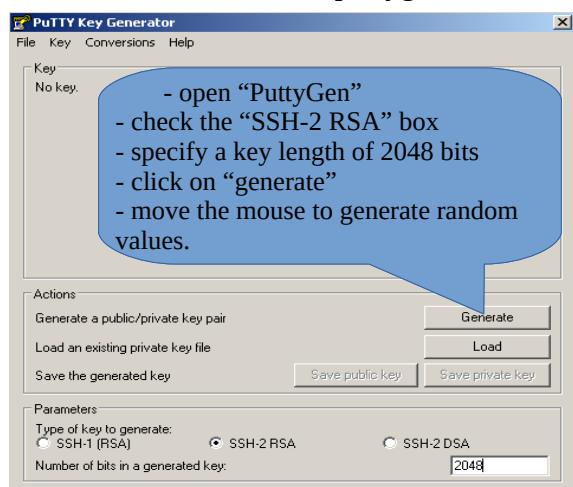 PuTTY Key Generator
File Key Conversions Help
Key
No key.
- open “PuttyGen”
- check the “SSH-2 RSA” box
- specify a key length of 2048 bits
- click on “generate”
- move the mouse to generate random
values.
Actions
Generate a public/private key pair
Generate
Load an existing private key file
Load
Save the generated key
Save public key
Save private key
Parameters
Type of key to generate:
SSH-1 (RSA) SSH-2 RSA SSH-2 DSA
Number of bits in a generated key:
2048